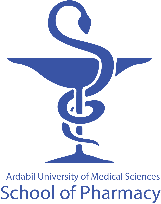 Ardabil University of Medical Sciences
School of Pharmacy